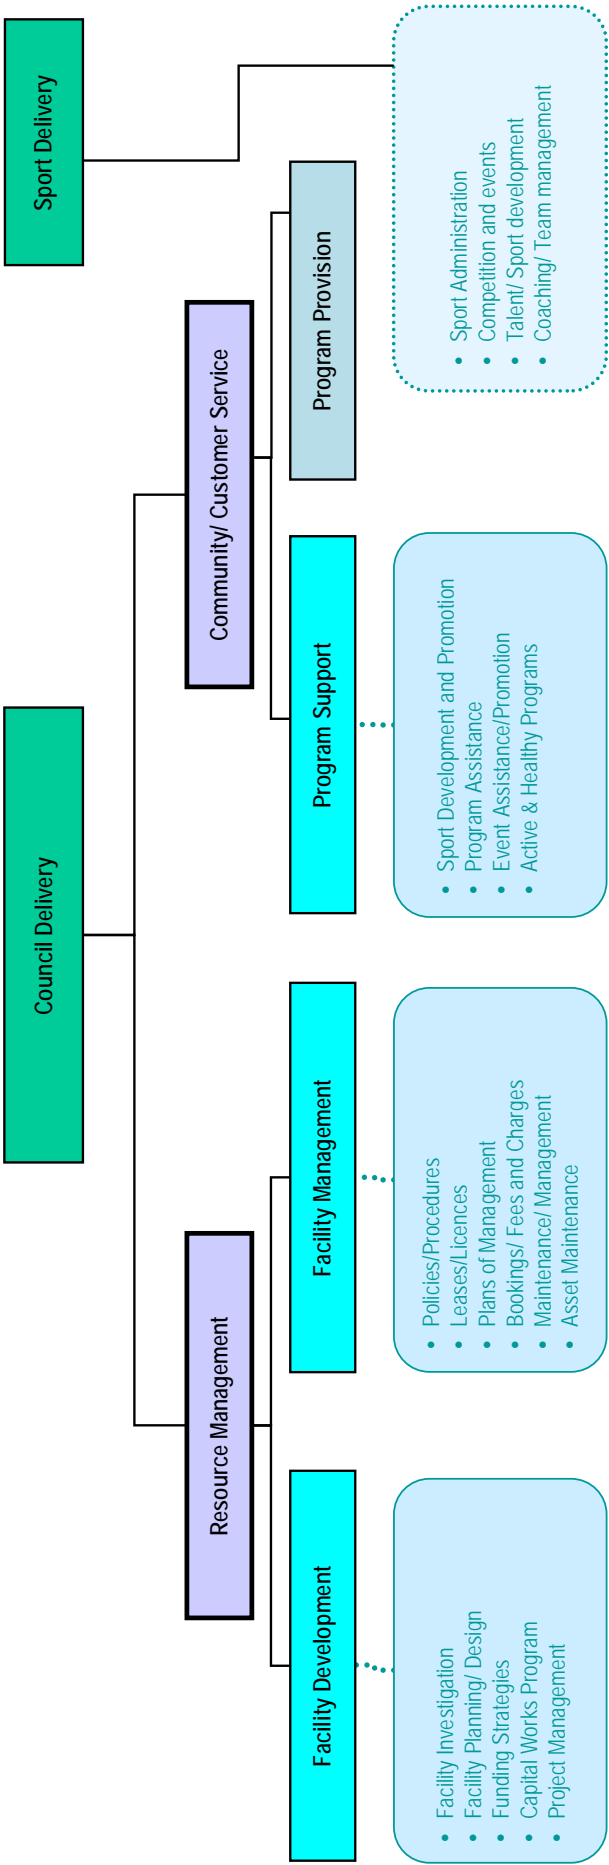 Council Delivery
Sport Delivery
Resource Management
Community/ Customer Service
Facility Development
Facility Management
Program Support
Program Provision
• Facility Investigation
• Facility Planning/ Design
• Funding Strategies
• Capital Works Program
• Project Management
• Policies/Procedures
• Leases/Licences
• Plans of Management
• Bookings/ Fees and Charges
• Maintenance/ Management
• Asset Maintenance
• Sport Development and Promotion
• Program Assistance
• Event Assistance/Promotion
• Active & Healthy Programs
• Sport Administration
• Competition and events
• Talent/ Sport development
• Coaching/ Team management